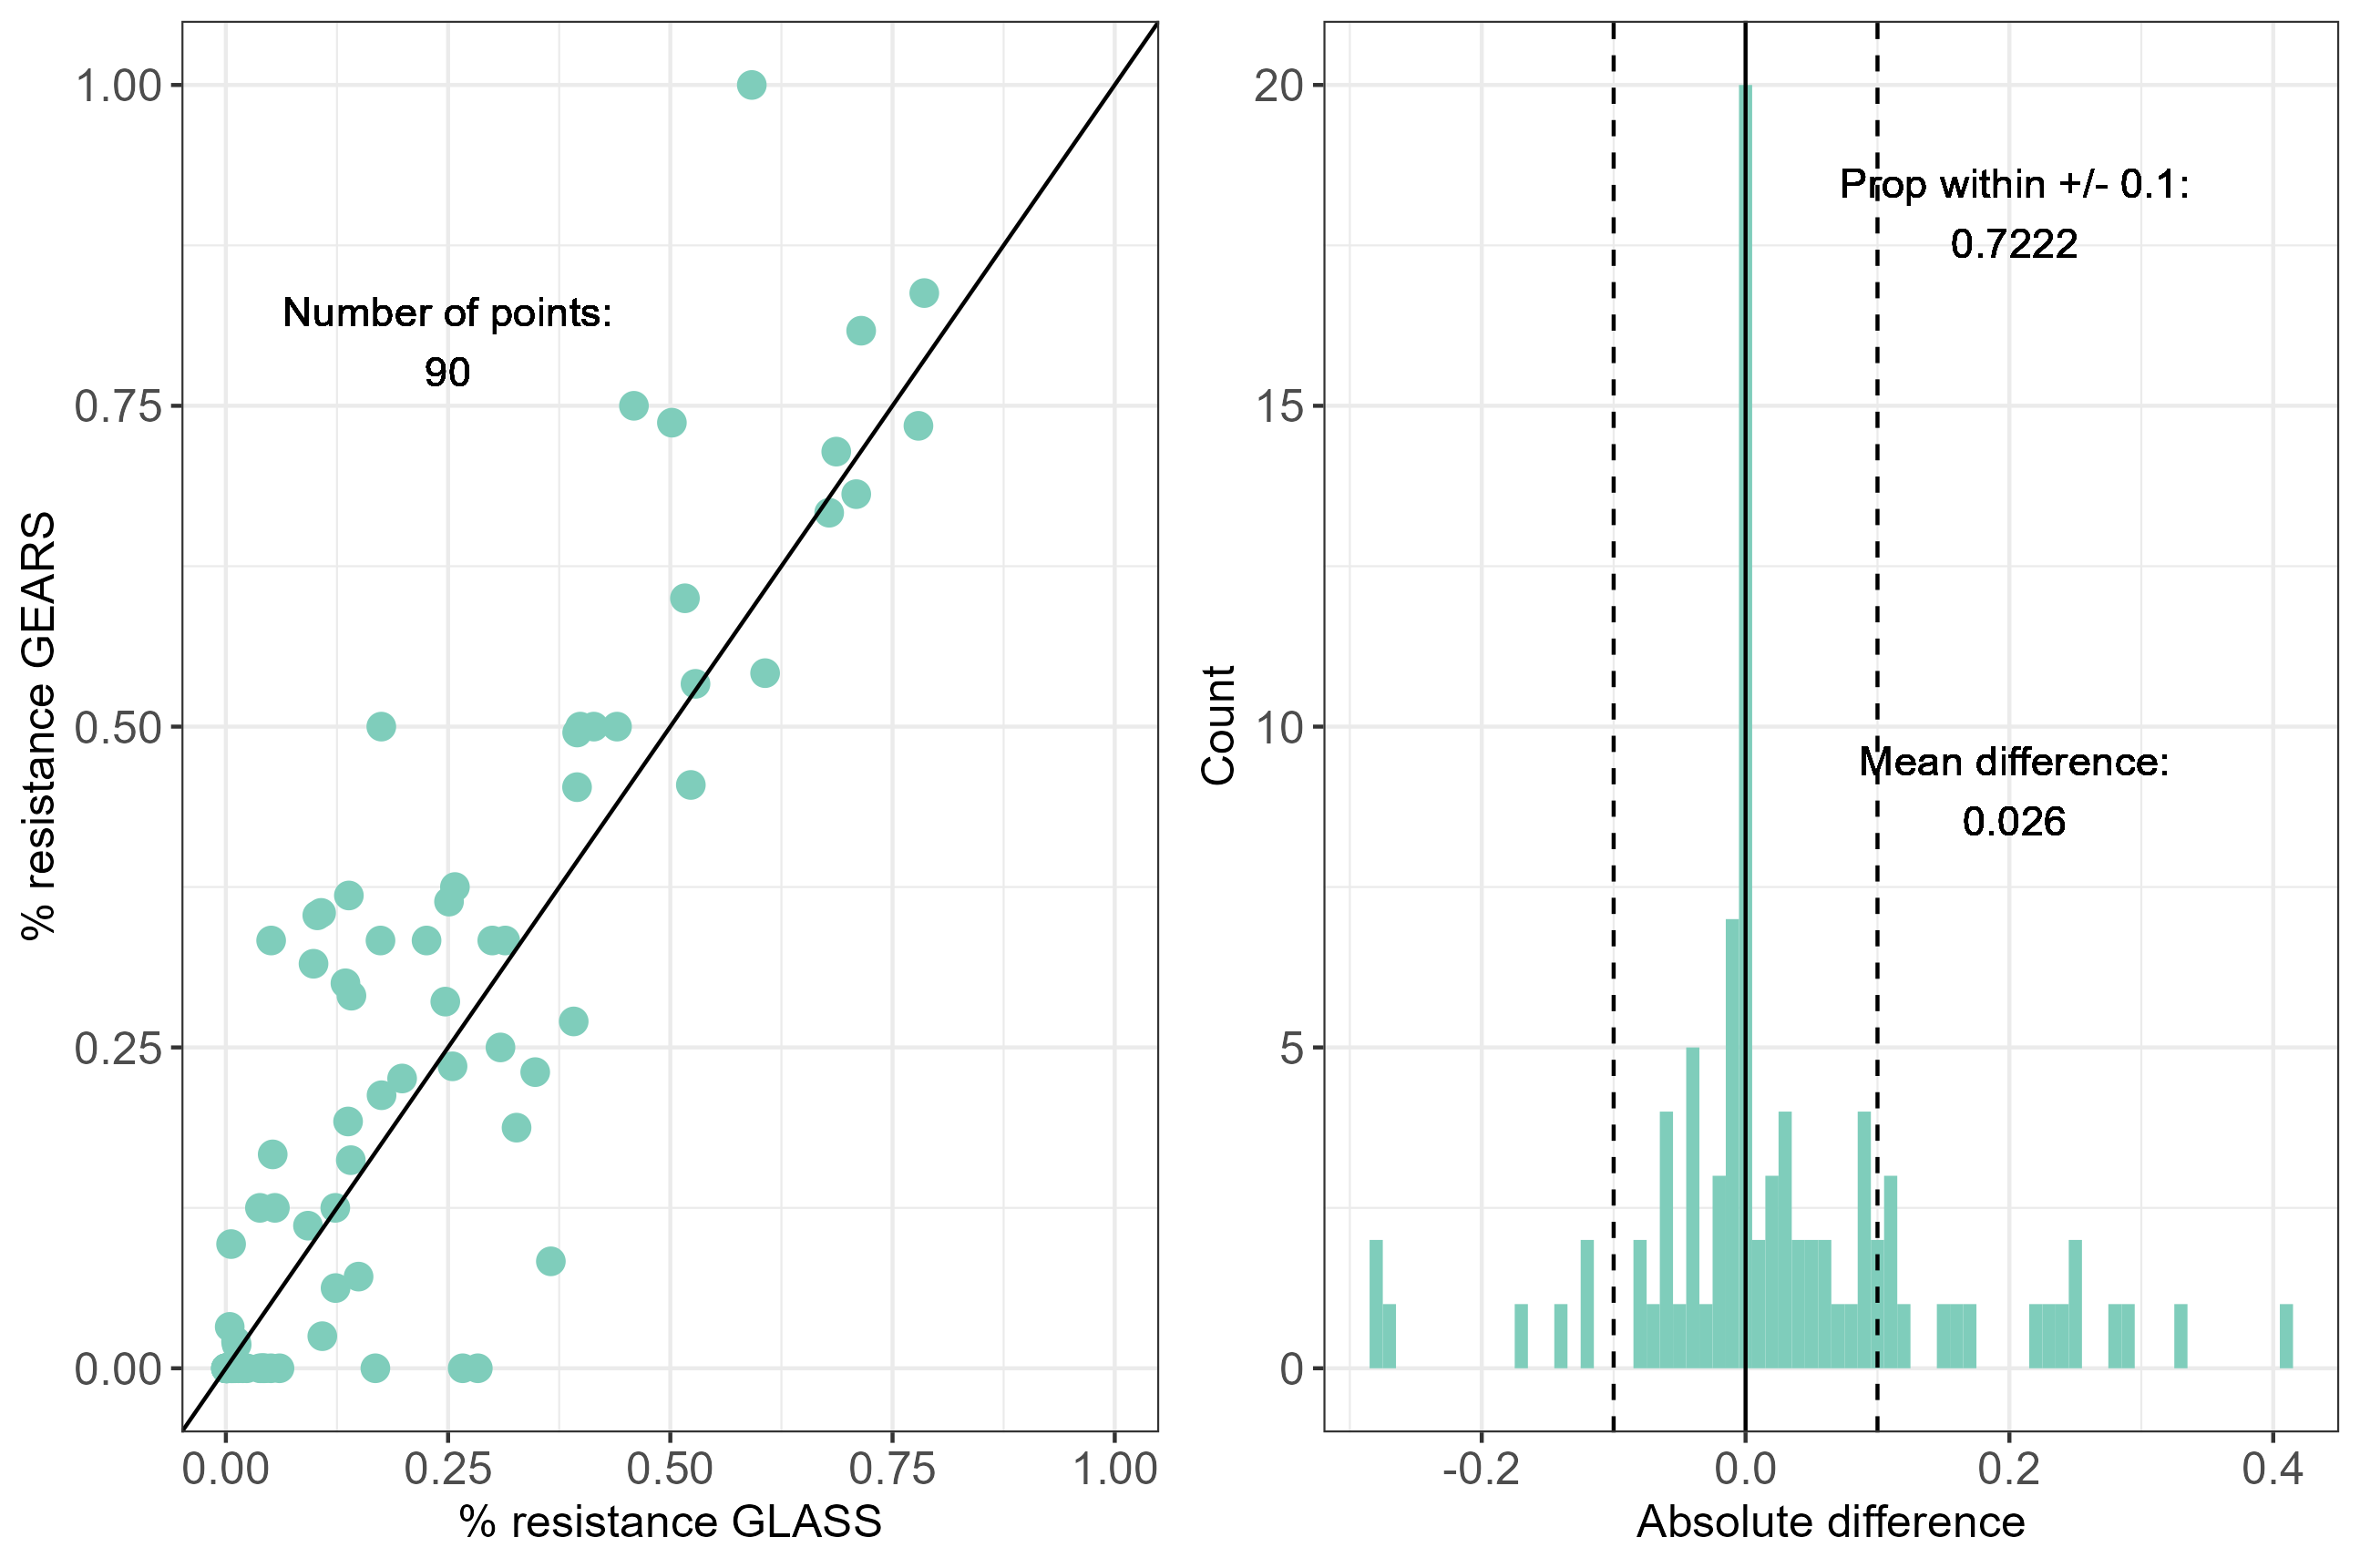 1.00
0.75
0.50
0.25
0.00
% resistance GEARS
Number of points:
90
0.00 0.25 0.50 0.75 1.00
% resistance GLASS
20
15
10
5
0
Count
Prop within +/- 0.1:
0.7222
Mean difference:
0.026
-0.2 0.0 0.2 0.4
Absolute difference